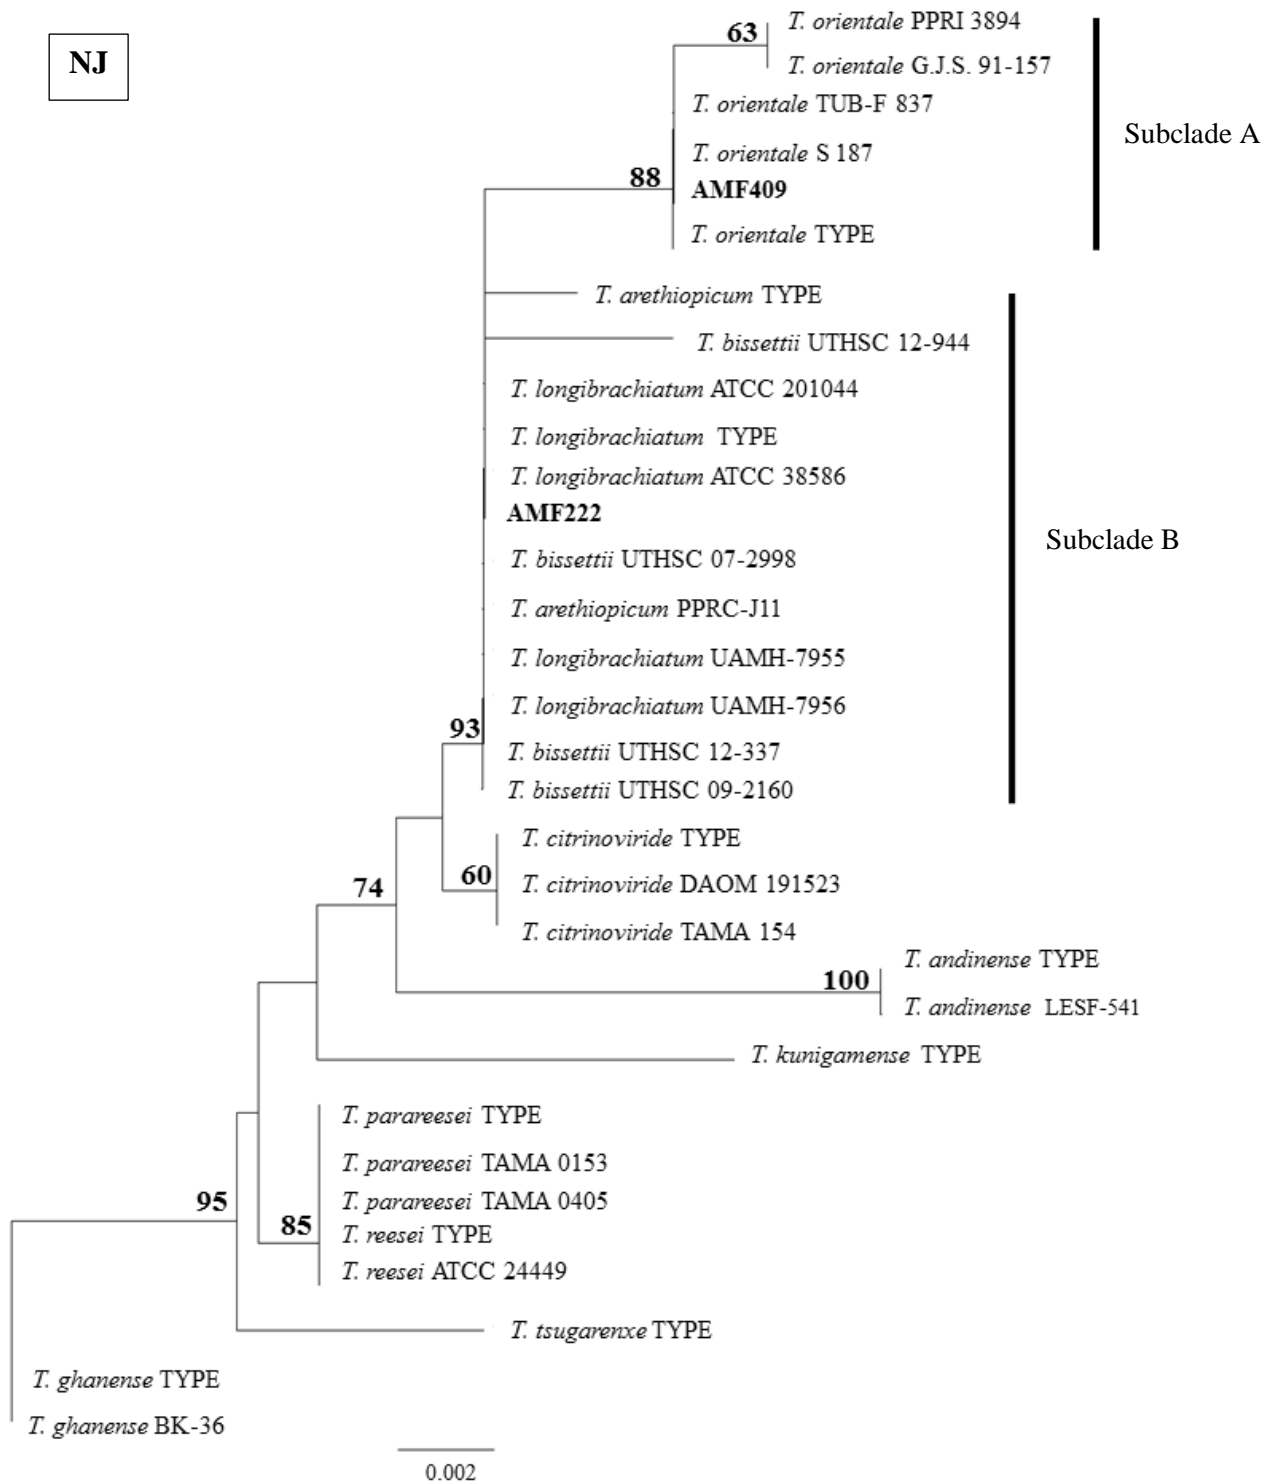 NJ
63
T. orientale PPRI 3894
T. orientale G.J.S. 91-157
T. orientale TUB-F 837
Subclade A
T. orientale S 187
88
AMF409
T. orientale TYPE
T. arethiopicum TYPE
T. bissettii UTHSC 12-944
T. longibrachiatum ATCC 201044
T. longibrachiatum TYPE
T. longibrachiatum ATCC 38586
AMF222
Subclade B
T. bissettii UTHSC 07-2998
T. arethiopicum PPRC-J11
T. longibrachiatum UAMH-7955
T. longibrachiatum UAMH-7956
93
T. bissettii UTHSC 12-337
T. bissettii UTHSC 09-2160
T. citrinoviride TYPE
60
T. citrinoviride DAOM 191523
74
T. citrinoviride TAMA 154
T. andinense TYPE
100
T. andinense LESF-541
T. kunigamense TYPE
T. parareesei TYPE
T. parareesei TAMA 0153
T. parareesei TAMA 0405
95
85
T. reesei TYPE
T. reesei ATCC 24449
T. tsugarenxe TYPE
T. ghanense TYPE
T. ghanense BK-36
0.002